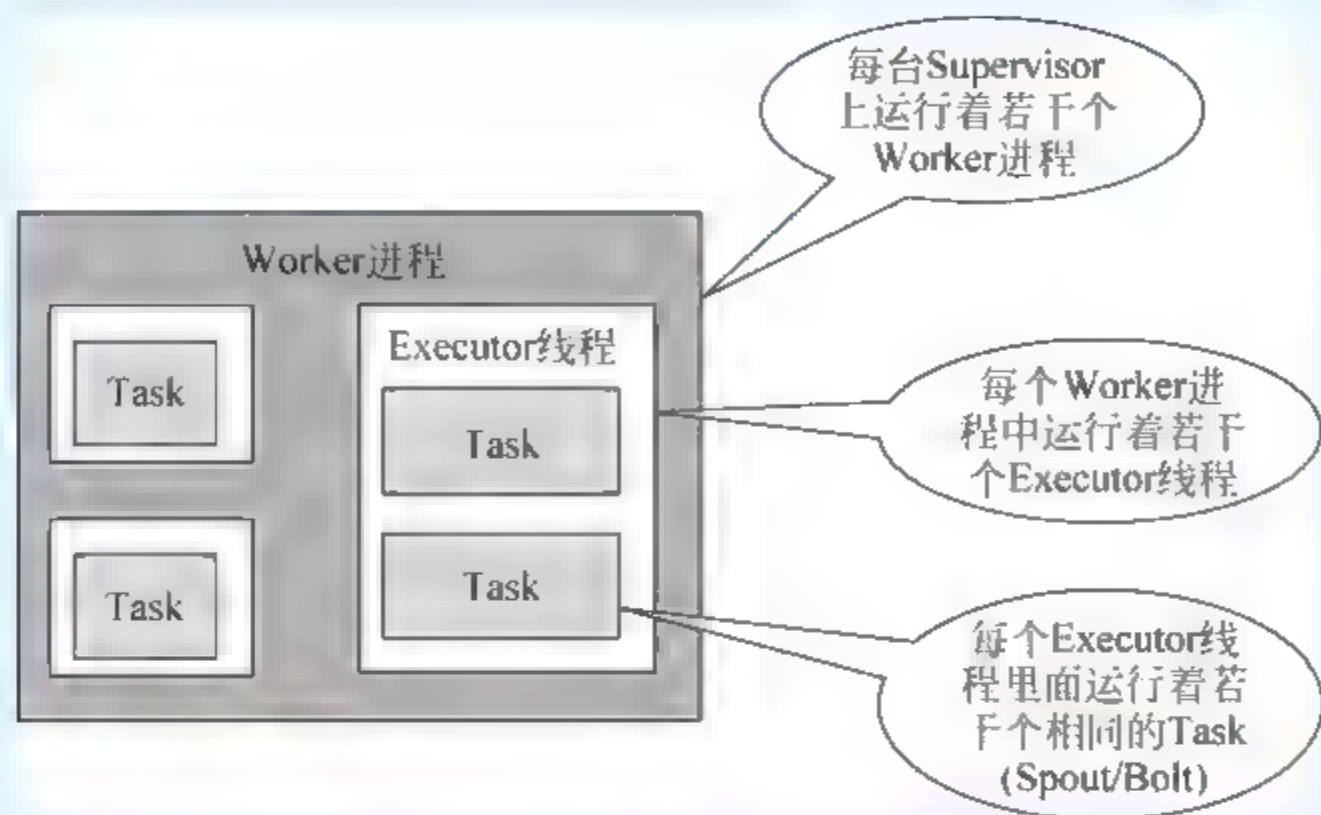 每台Supervisor
上运行着若干个
Worker进程
Worker进程
Task
Task
Executor线程
Task
Task
每个Worker进
程中运行着若干
个Executor线程
每个Executor线
程里面运行着若
干个相同的Task
(Spout/Bolt)